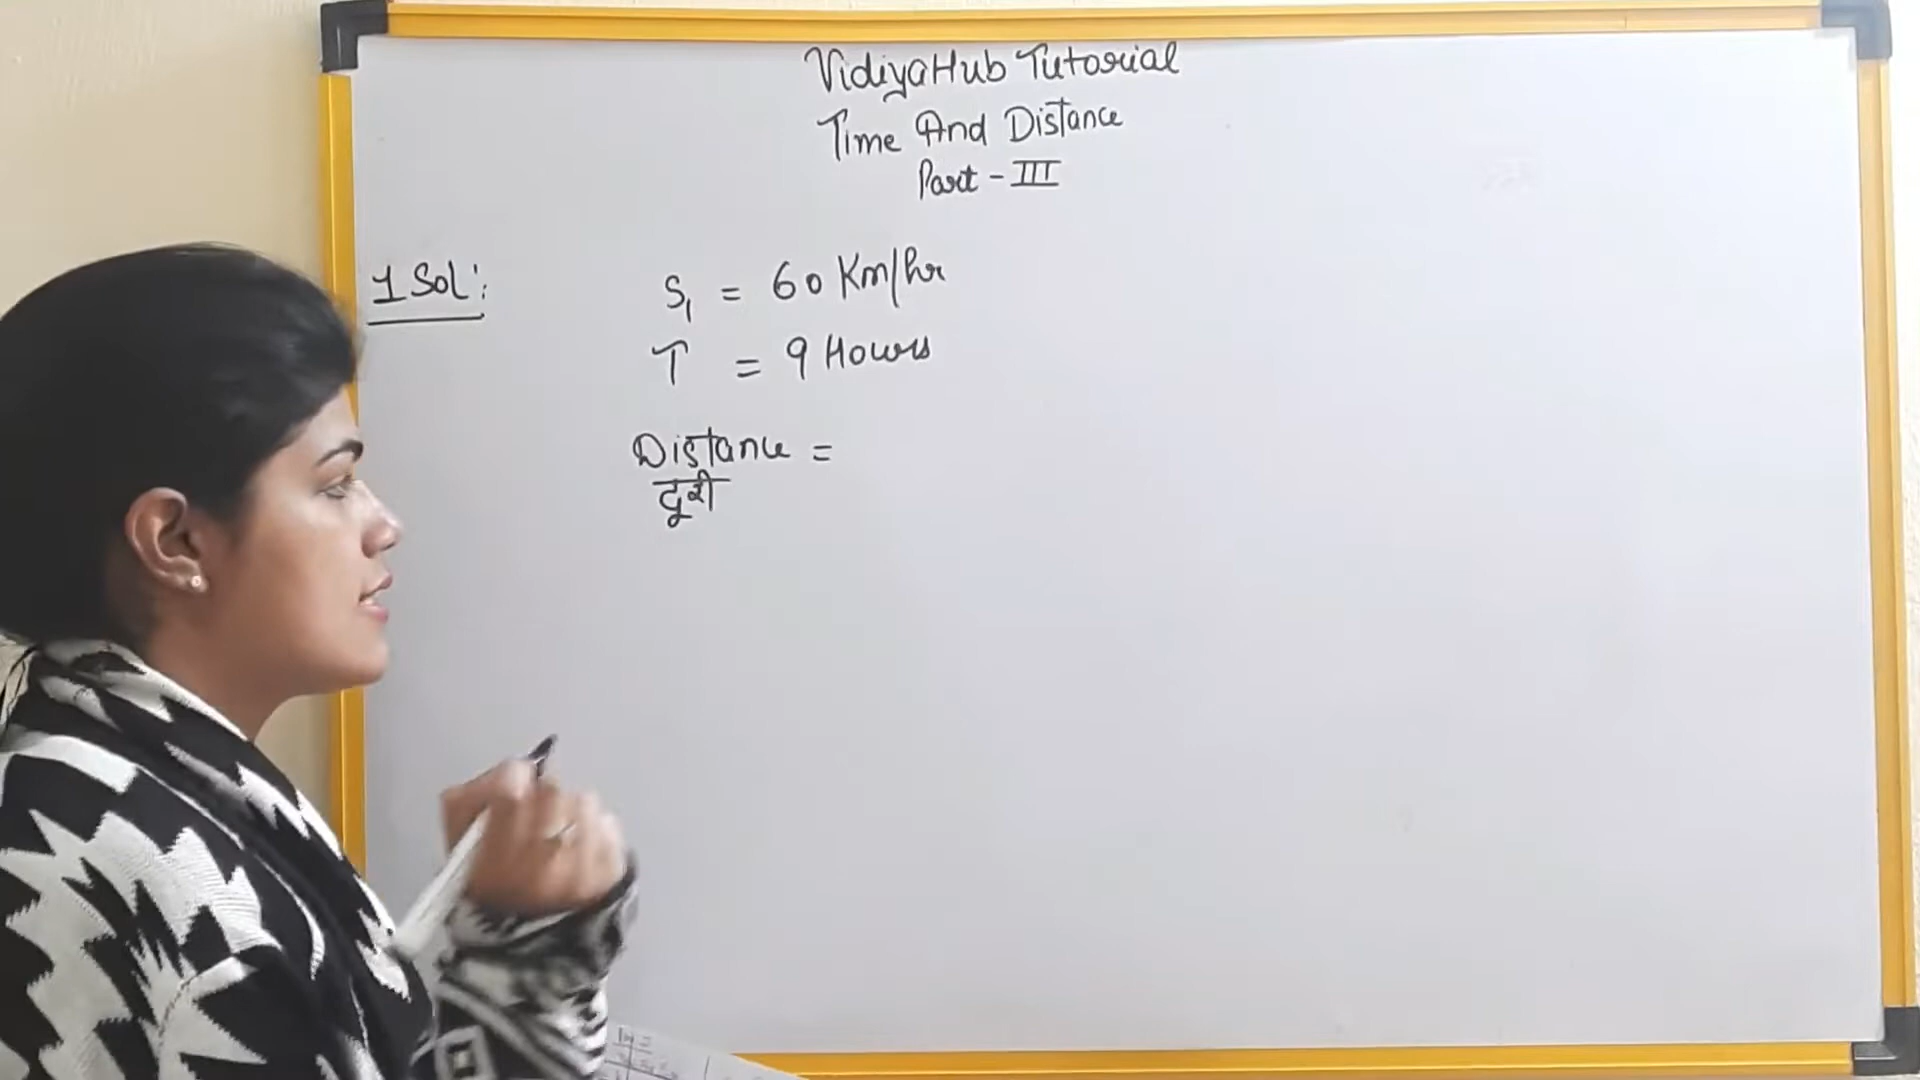 VidiyaHub Tutorial
Time And Distance
Part - III
1 Sol:
S₁ = 60 Km/hr
T = 9 Hours
Distance =
दूरी